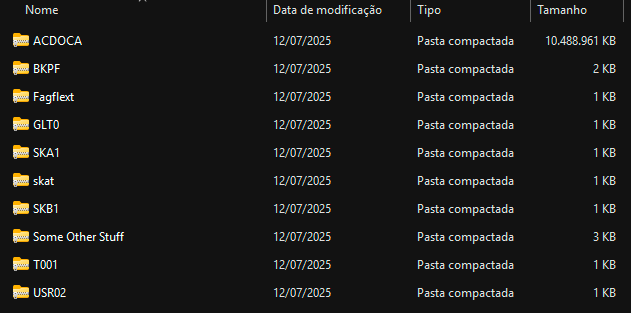 Nome Data de modificação Tipo Tamanho
ACDOCA 12/07/2025 Pasta compactada 10.488.961 KB
BKPF 12/07/2025 Pasta compactada 2 KB
Fagflext 12/07/2025 Pasta compactada 1 KB
GLT0 12/07/2025 Pasta compactada 1 KB
SKA1 12/07/2025 Pasta compactada 1 KB
skat 12/07/2025 Pasta compactada 1 KB
SKB1 12/07/2025 Pasta compactada 1 KB
Some Other Stuff 12/07/2025 Pasta compactada 3 KB
T001 12/07/2025 Pasta compactada 1 KB
USR02 12/07/2025 Pasta compactada 1 KB